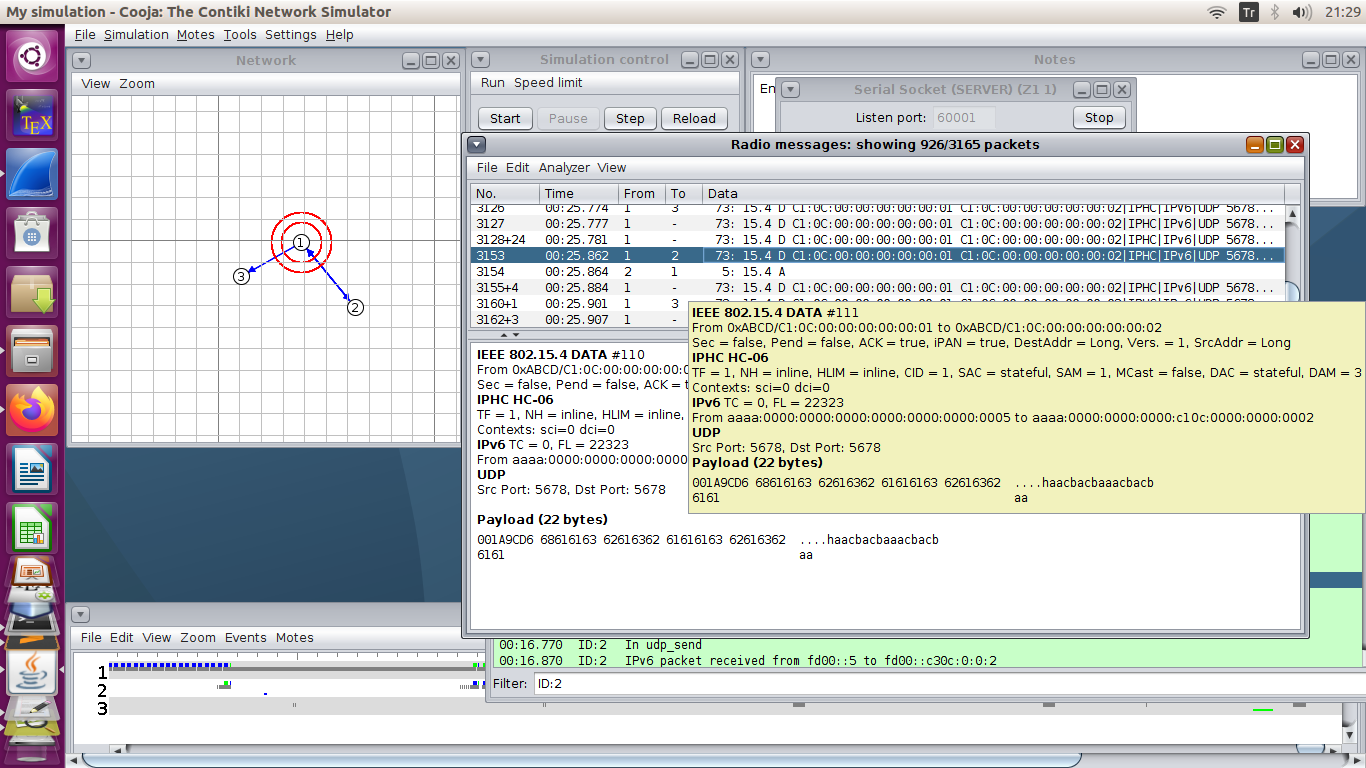 My simulation - Cooja: The Contiki Network Simulator
Tr
21:29
File Simulation Motes Tools Settings Help
Network
View Zoom
1
3
2
Simulation control
Run Speed limit
Start Pause Step Reload
Notes
En
Serial Socket (SERVER) (Z1 1)
Listen port: 60001 Stop
Radio messages: showing 926/3165 packets
File Edit Analyzer View
No. Time From To Data
3126 00:25.774 1 3 73: 15.4 D C1:0C:00:00:00:00:00:01 C1:0C:00:00:00:00:00:02|IPHC|IPv6|UDP 5678...
3127 00:25.777 1 - 73: 15.4 D C1:0C:00:00:00:00:00:01 C1:0C:00:00:00:00:00:02|IPHC|IPv6|UDP 5678...
3128+24 00:25.781 1 - 73: 15.4 D C1:0C:00:00:00:00:00:01 C1:0C:00:00:00:00:00:02|IPHC|IPv6|UDP 5678...
3153 00:25.862 1 2 73: 15.4 D C1:0C:00:00:00:00:00:01 C1:0C:00:00:00:00:00:02|IPHC|IPv6|UDP 5678...
3154 00:25.864 2 1 5: 15.4 A
3155+4 00:25.884 1 - 73: 15.4 D C1:0C:00:00:00:00:00:01 C1:0C:00:00:00:00:00:02|IPHC|IPv6|UDP 5678...
3160+1 00:25.901 1 3
3162+3 00:25.907 1 -
IEEE 802.15.4 DATA #110
From 0xABCD/C1:0C:00:00:00:00:0
Sec = false, Pend = false, ACK =
IPHC HC-06
TF = 1, NH = inline, HLIM = inline,
Contexts: sci=0 dci=0
IPv6 TC = 0, FL = 22323
From aaaa:0000:0000:0000:0000
UDP
Src Port: 5678, Dst Port: 5678
Payload (22 bytes)
001A9CD6 68616163 62616362 61616163 62616362 ....haacbacbaaacbacb
6161 aa
IEEE 802.15.4 DATA #111
From 0xABCD/C1:0C:00:00:00:00:00:01 to 0xABCD/C1:0C:00:00:00:00:00:02
Sec = false, Pend = false, ACK = true, iPAN = true, DestAddr = Long, Vers. = 1, SrcAddr = Long
IPHC HC-06
TF = 1, NH = inline, HLIM = inline, CID = 1, SAC = stateful, SAM = 1, MCast = false, DAC = stateful, DAM = 3
Contexts: sci=0 dci=0
IPv6 TC = 0, FL = 22323
From aaaa:0000:0000:0000:0000:0000:0000:0005 to aaaa:0000:0000:0000:c10c:0000:0000:0002
UDP
Src Port: 5678, Dst Port: 5678
Payload (22 bytes)
001A9CD6 68616163 62616362 61616163 62616362 ....haacbacbaaacbacb
6161 aa
00:16.770 ID:2 In udp_send
00:16.870 ID:2 IPv6 packet received from fd00::5 to fd00::c30c:0:0:2
Filter: ID:2
File Edit View Zoom Events Motes
1
2
3